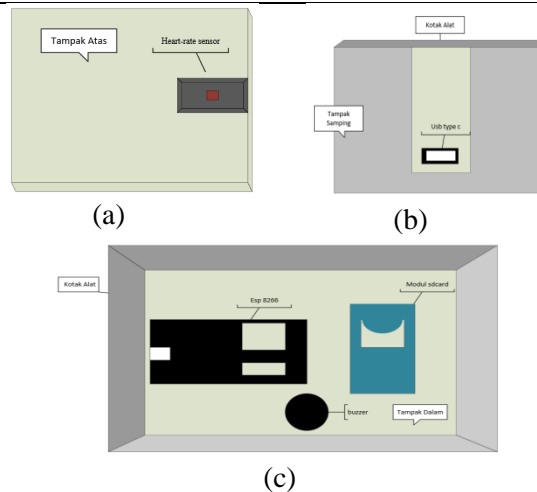 Tampak Atas
Heart-rate sensor
(a)
Kotak Alat
Tampak
Samping
Usb type c
(b)
Kotak Alat
Esp 8266
Modul sdcard
buzzer
Tampak Dalam
(c)